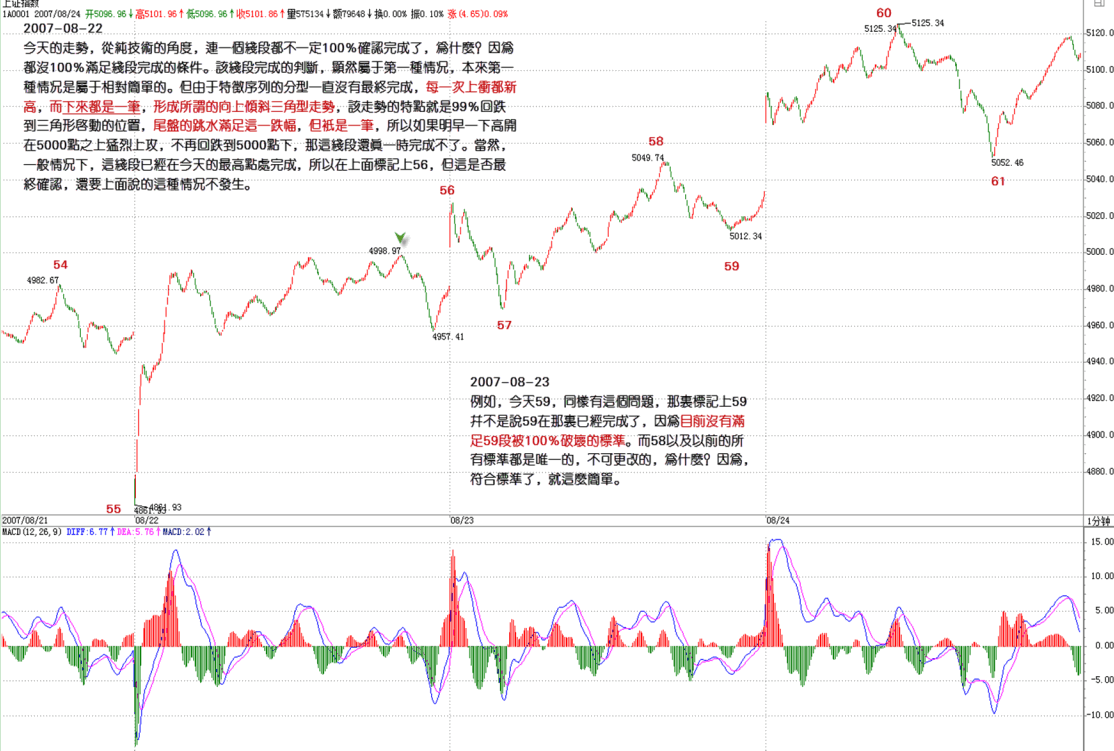 上证指数
1A0001 2007/08/24 开5096.96↓高5101.96↑低5096.96↑收5101.86↑量575134↓额79648↓换0.00% 振0.10% 涨(4.65)0.09%
2007-08-22
今天的走勢，從純技術的角度，連一個綫段都不一定100%確認完成了，爲什麼？因爲
都沒100%滿足綫段完成的條件。該綫段完成的判斷，顯然屬于第一種情况，本來第一
種情况是屬于相對簡單的。但由于特徵序列的分型一直沒有最終完成，每一次上衝都新
高，而下來都是一筆，形成所謂的向上傾斜三角型走勢，該走勢的特點就是99%回跌
到三角形啓動的位置，尾盤的跳水滿足這一跌幅，但衹是一筆，所以如果明早一下高開
在5000點之上猛烈上攻，不再回跌到5000點下，那這綫段還眞一時完成不了。當然，
一般情况下，這綫段已經在今天的最高點處完成，所以在上面標記上56，但這是否最
終確認，還要上面說的這種情况不發生。
60
5125.34
5125.34
5120.00
5100.00
5080.00
5060.00
5040.00
5020.00
5000.00
4980.00
4960.00
4940.00
4920.00
4900.00
4880.00
58
5049.74
5052.46
61
56
5012.34
59
54
4982.67
4998.97
57
4957.41
2007-08-23
例如，今天59，同樣有這個問題，那裏標記上59
并不是說59在那裏已經完成了，因爲目前沒有滿
足59段被100%破壞的標準。而58以及以前的所
有標準都是唯一的，不可更改的，爲什麼？因爲，
符合標準了，就這麼簡單。
55
4861.93
4861.93
2007/08/21
08/22
08/23
08/24
1分钟
MACD(12,26,9) DIFF:6.77↑DEA:5.76↑MACD:2.02↑
15.00
10.00
5.00
0.00
-5.00
-10.00